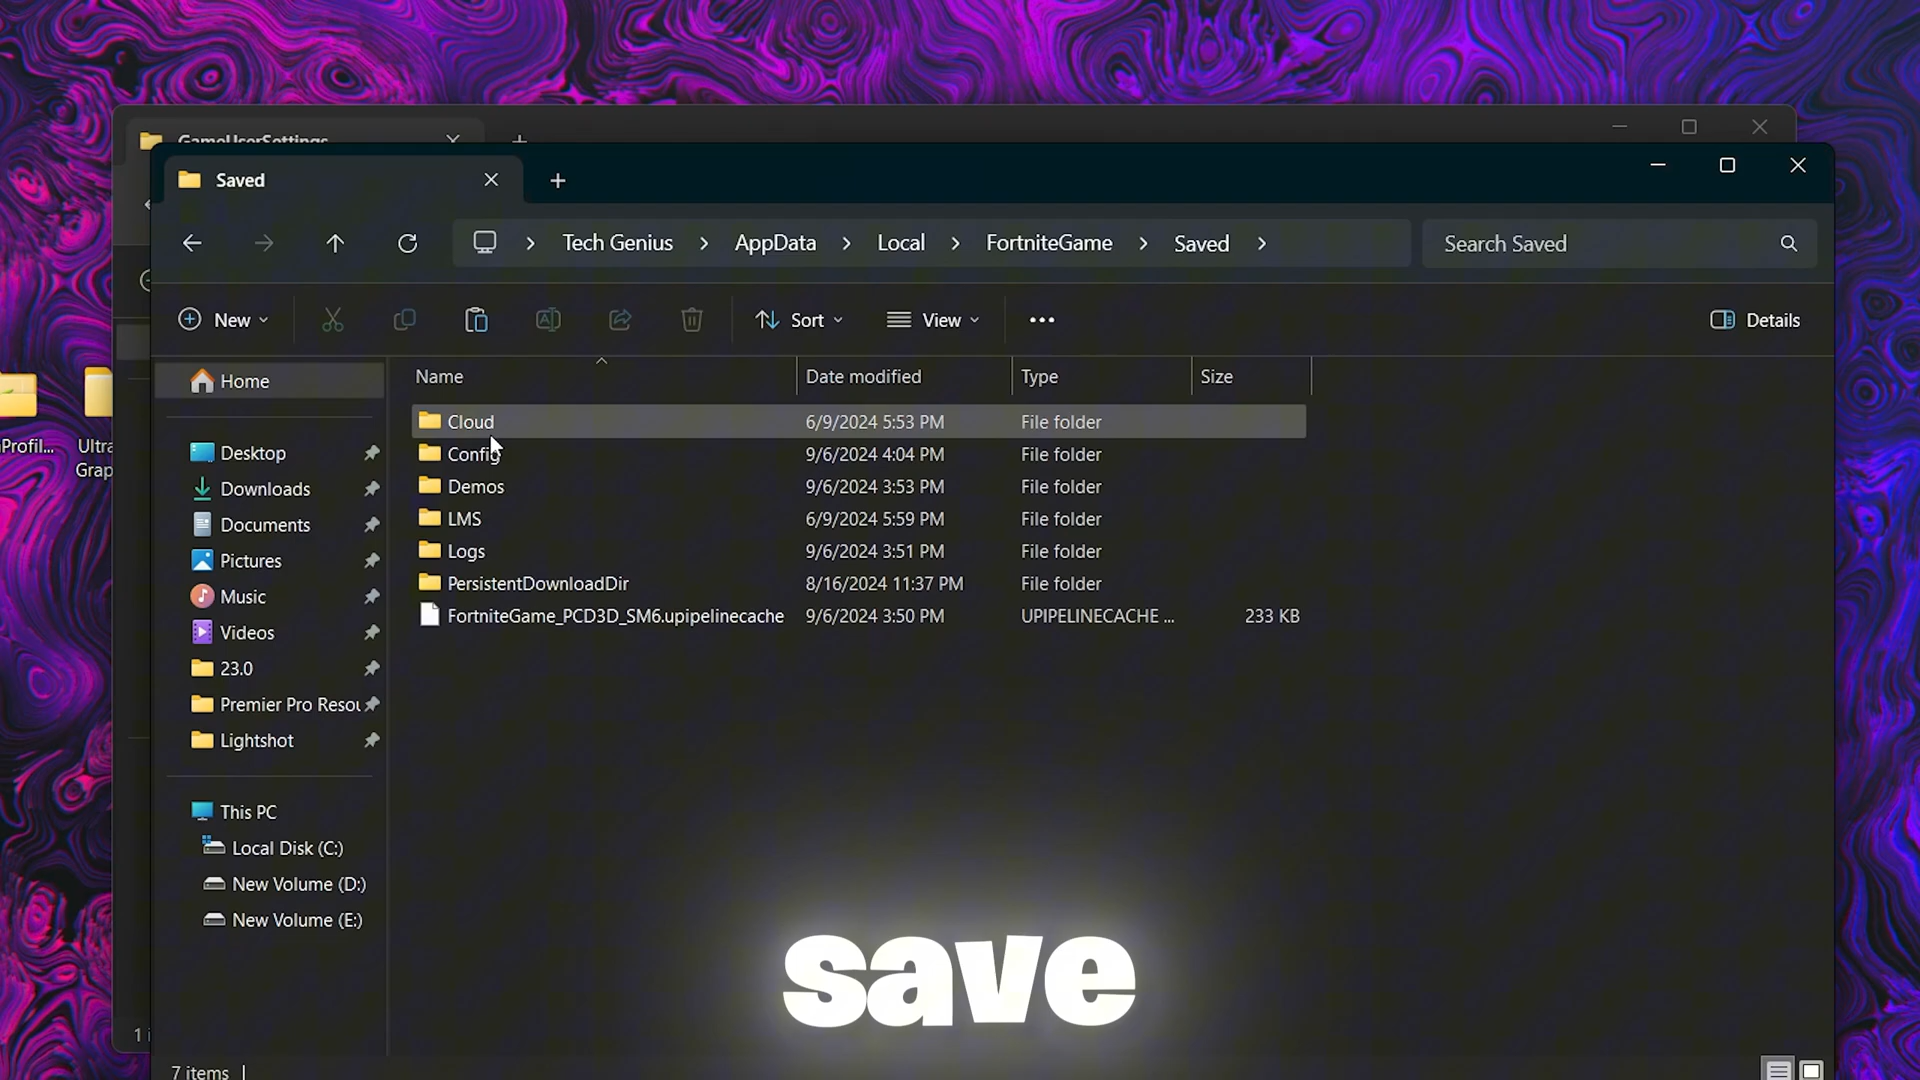 GameUserSettings
Saved
Tech Genius > AppData > Local > FortniteGame > Saved >
Search Saved
New
Sort
View
Details
Name
Date modified
Type
Size
Home
Cloud 6/9/2024 5:53 PM File folder
Config 9/6/2024 4:04 PM File folder
Demos 9/6/2024 3:53 PM File folder
LMS 6/9/2024 5:59 PM File folder
Logs 9/6/2024 3:51 PM File folder
PersistentDownloadDir 8/16/2024 11:37 PM File folder
FortniteGame_PCD3D_SM6.upipelinecache 9/6/2024 3:50 PM UPIPELINECACHE ... 233 KB
Desktop
Downloads
Documents
Pictures
Music
Videos
23.0
Premier Pro Resou
Lightshot
This PC
Local Disk (C:)
New Volume (D:)
New Volume (E:)
Profil...
Ultra
Grap
save
1 i
7 items